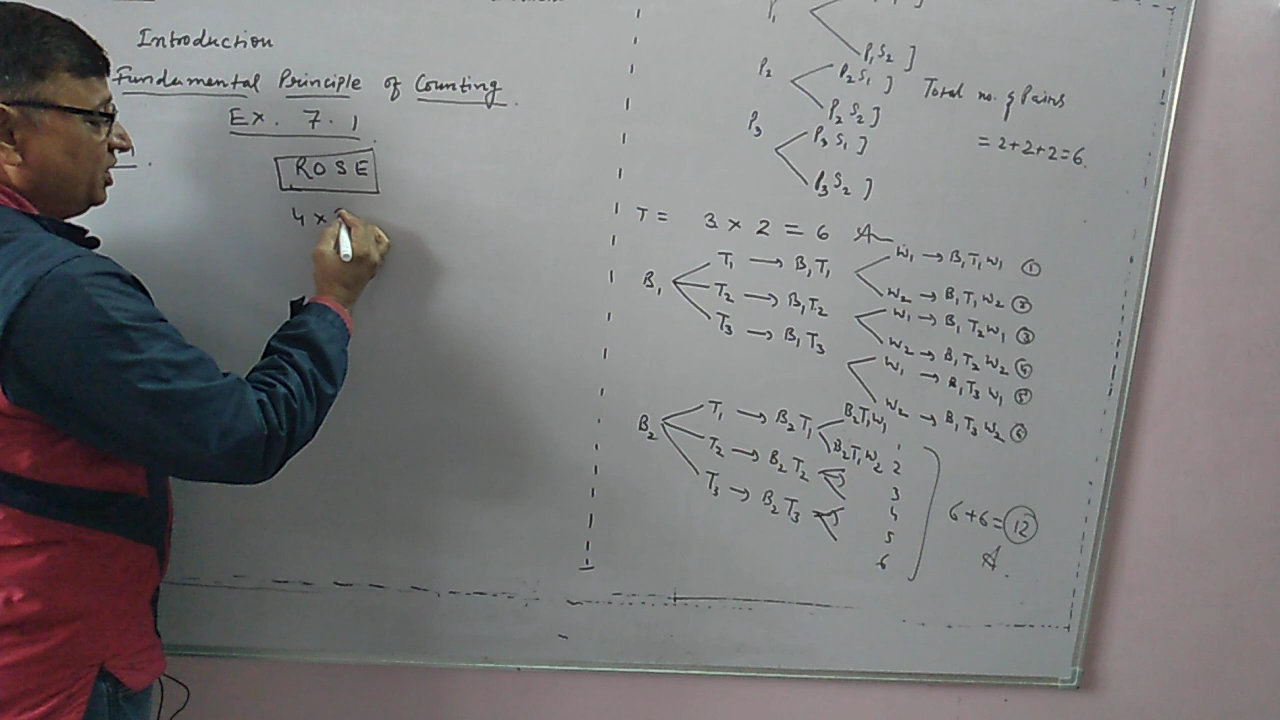 Introduction
Fundamental Principle of Counting.
Ex. 7.1
ROSE
4 ×
P₁S₂]
P₂ P₂S₁]
P₂S₂]
P₃ P₃S₁]
P₃S₂]
Total no. of Pairs
= 2+2+2=6
T = 3 × 2 = 6 A
B₁ T₁ → B₁T₁ W₁ → B₁T₁W₁ ①
W₂ → B₁T₁W₂ ②
T₂ → B₁T₂ W₁ → B₁T₂W₁ ③
W₂ → B₁T₂W₂ ④
T₃ → B₁T₃ W₁ → B₁T₃W₁ ⑤
W₂ → B₁T₃W₂ ⑥
B₂ T₁ → B₂T₁ B₂T₁W₁ 1
B₂T₁W₂ 2
T₂ → B₂T₂ 3
4
T₃ → B₂T₃ 5
6
6+6=12
A